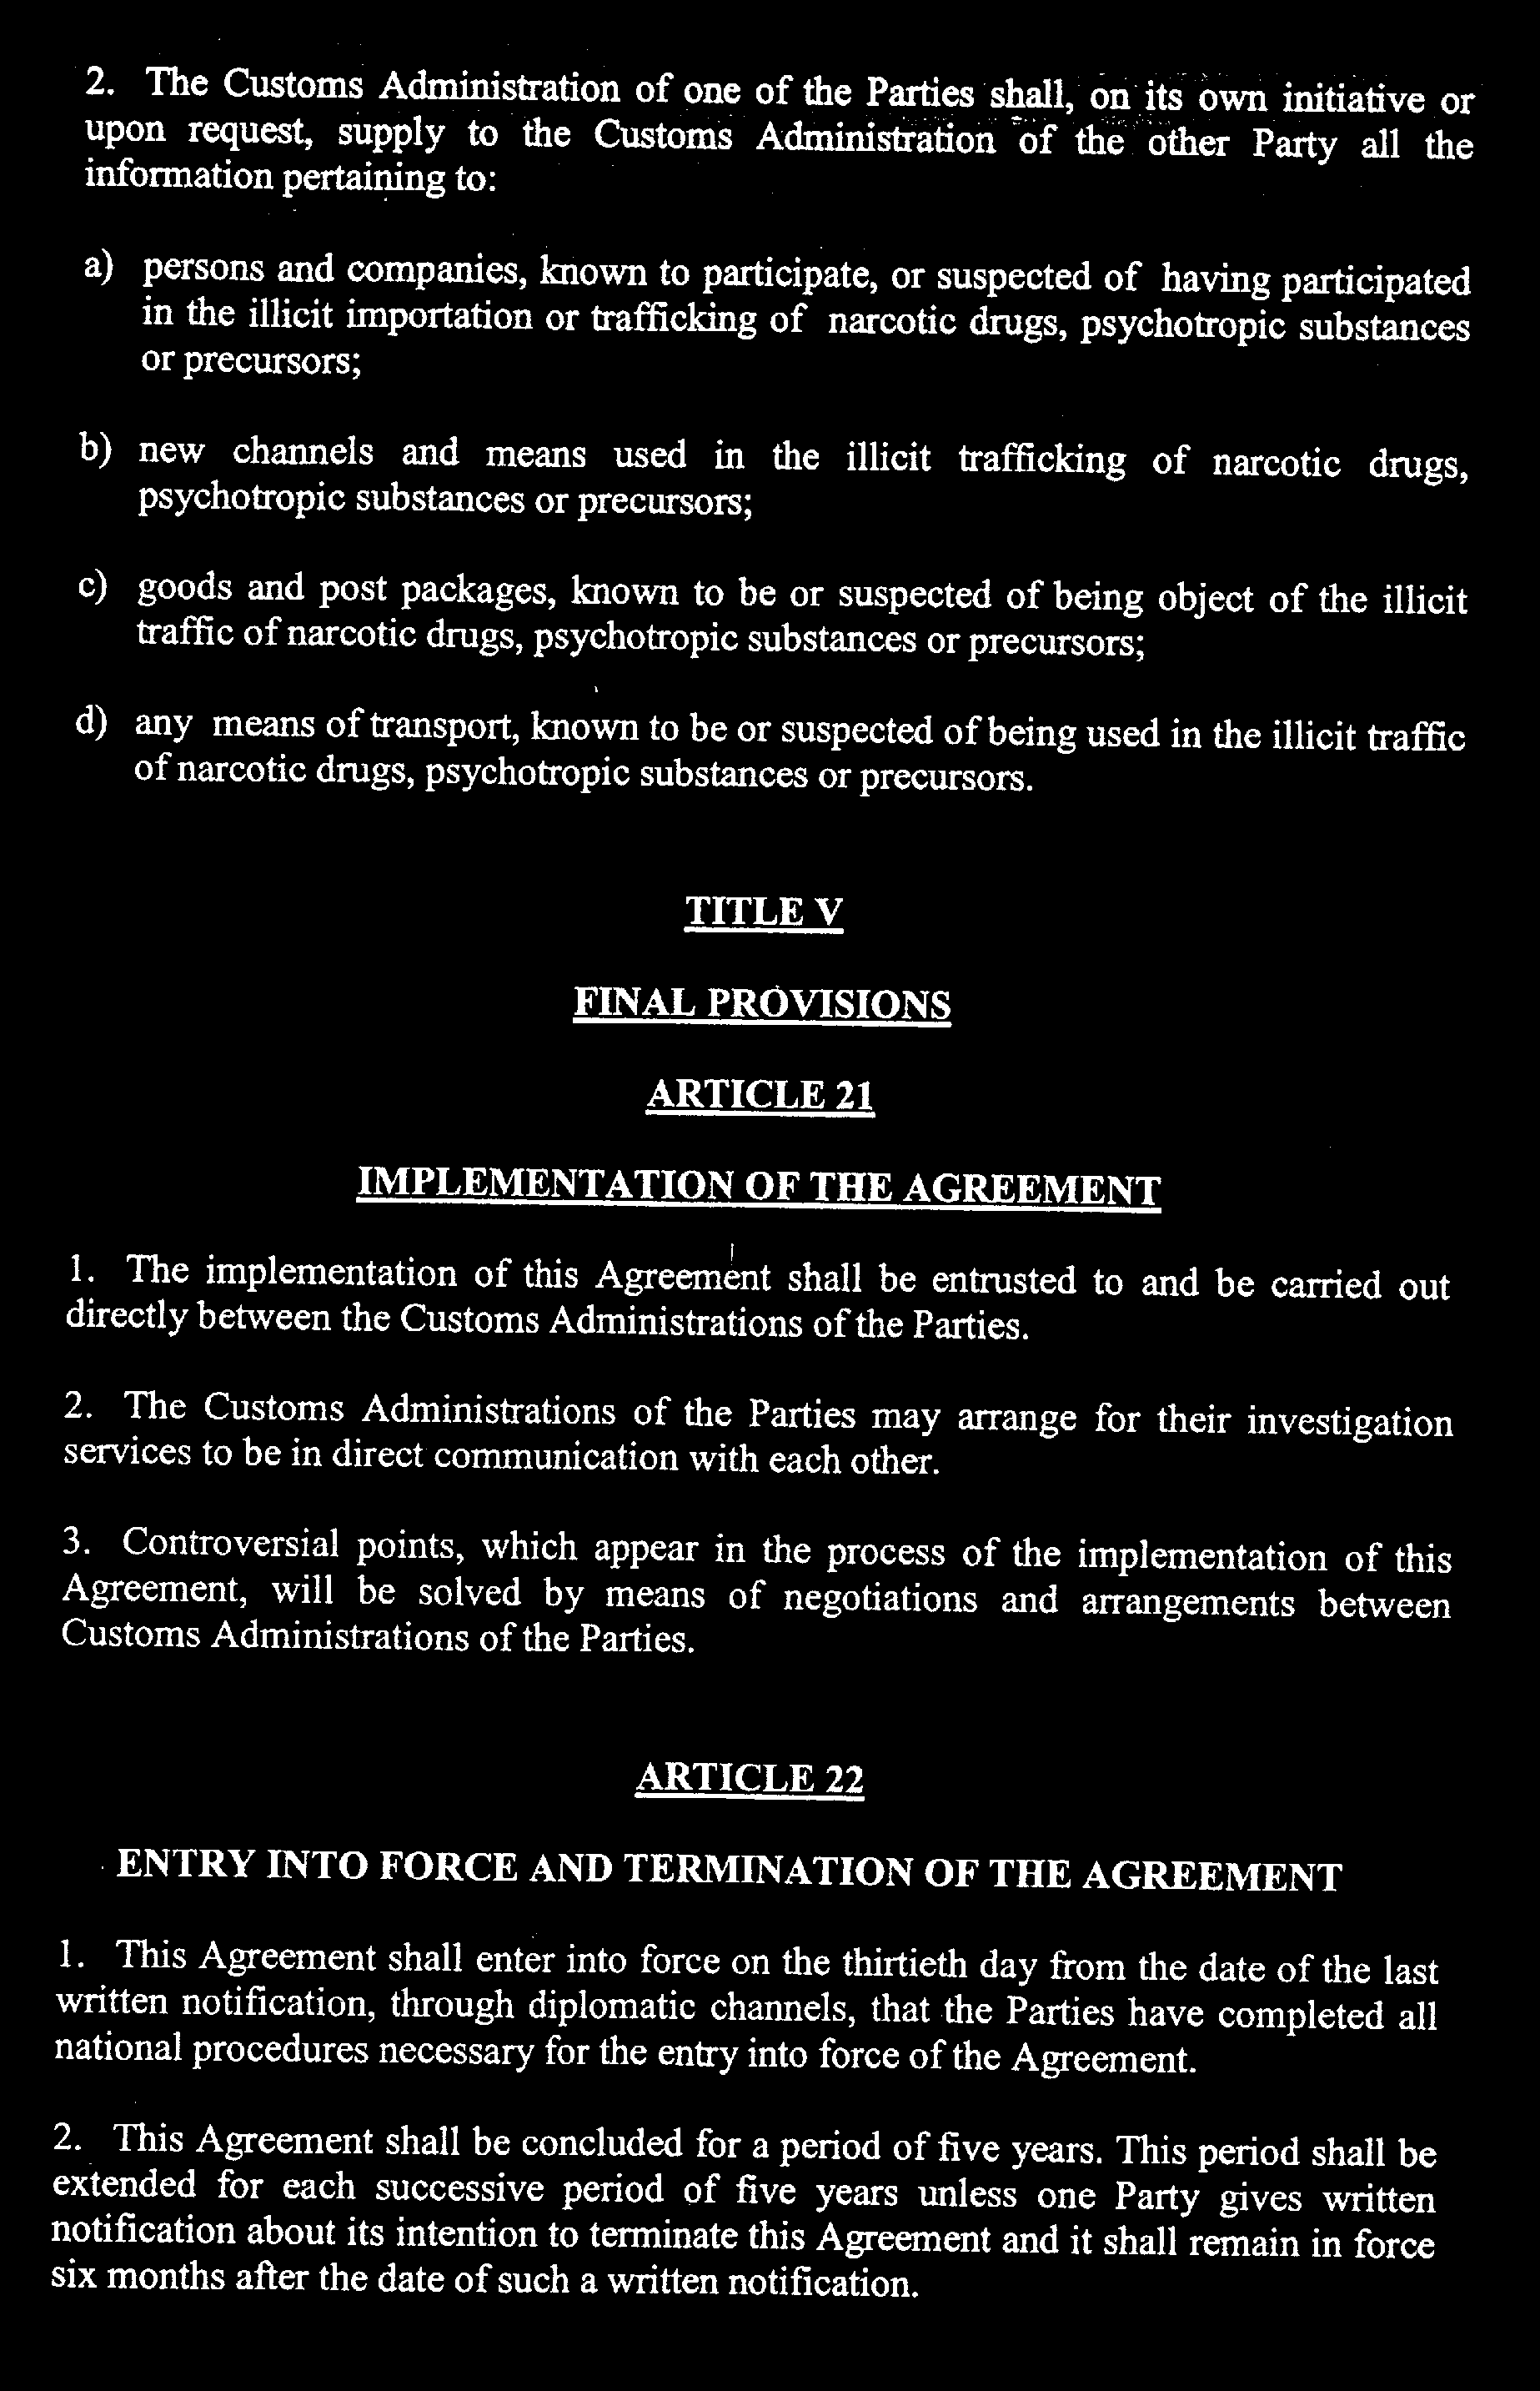 2. The Customs Administration of one of the Parties shall, on its own initiative or
upon request, supply to the Customs Administration of the other Party all the
information pertaining to:
a) persons and companies, known to participate, or suspected of having participated
in the illicit importation or trafficking of narcotic drugs, psychotropic substances
or precursors;
b) new channels and means used in the illicit trafficking of narcotic drugs,
psychotropic substances or precursors;
c) goods and post packages, known to be or suspected of being object of the illicit
traffic of narcotic drugs, psychotropic substances or precursors;
d) any means of transport, known to be or suspected of being used in the illicit traffic
of narcotic drugs, psychotropic substances or precursors.
TITLE V
FINAL PROVISIONS
ARTICLE 21
IMPLEMENTATION OF THE AGREEMENT
1. The implementation of this Agreement shall be entrusted to and be carried out
directly between the Customs Administrations of the Parties.
2. The Customs Administrations of the Parties may arrange for their investigation
services to be in direct communication with each other.
3. Controversial points, which appear in the process of the implementation of this
Agreement, will be solved by means of negotiations and arrangements between
Customs Administrations of the Parties.
ARTICLE 22
ENTRY INTO FORCE AND TERMINATION OF THE AGREEMENT
1. This Agreement shall enter into force on the thirtieth day from the date of the last
written notification, through diplomatic channels, that the Parties have completed all
national procedures necessary for the entry into force of the Agreement.
2. This Agreement shall be concluded for a period of five years. This period shall be
extended for each successive period of five years unless one Party gives written
notification about its intention to terminate this Agreement and it shall remain in force
six months after the date of such a written notification.